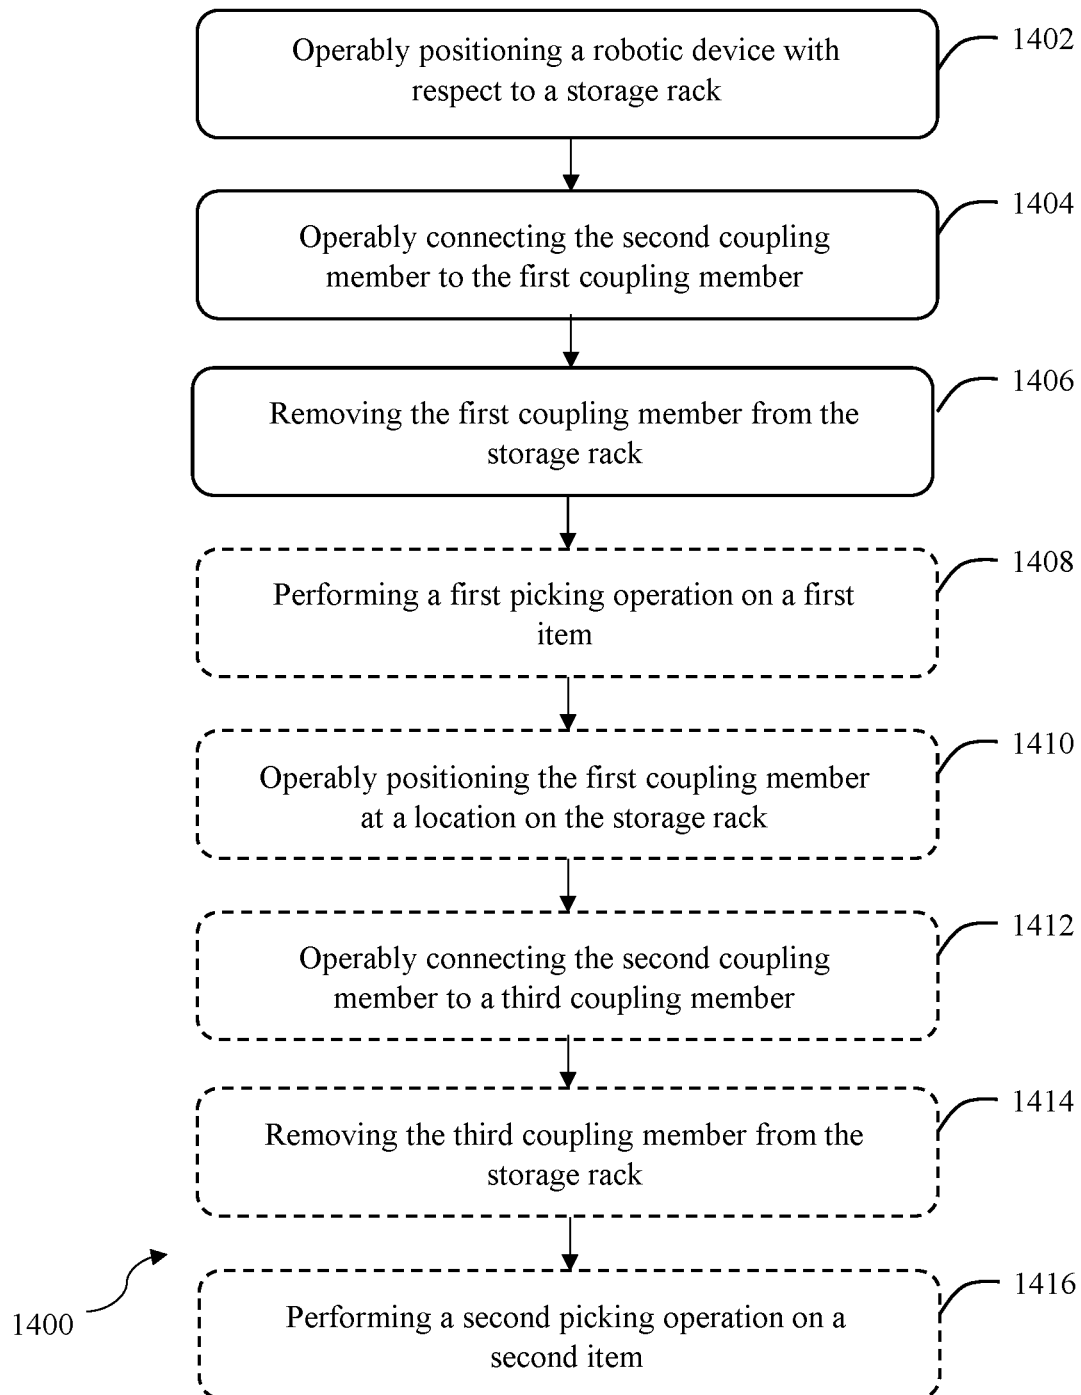 Operably positioning a robotic device with
respect to a storage rack
1402
Operably connecting the second coupling
member to the first coupling member
1404
Removing the first coupling member from the
storage rack
1406
Performing a first picking operation on a first
item
1408
Operably positioning the first coupling member
at a location on the storage rack
1410
Operably connecting the second coupling
member to a third coupling member
1412
Removing the third coupling member from the
storage rack
1414
Performing a second picking operation on a
second item
1416
1400